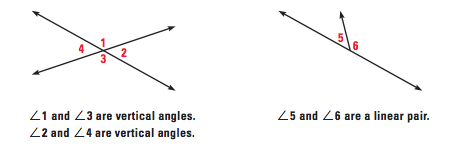 1
4 2
3
5
6
∠1 and ∠3 are vertical angles.
∠2 and ∠4 are vertical angles.
∠5 and ∠6 are a linear pair.